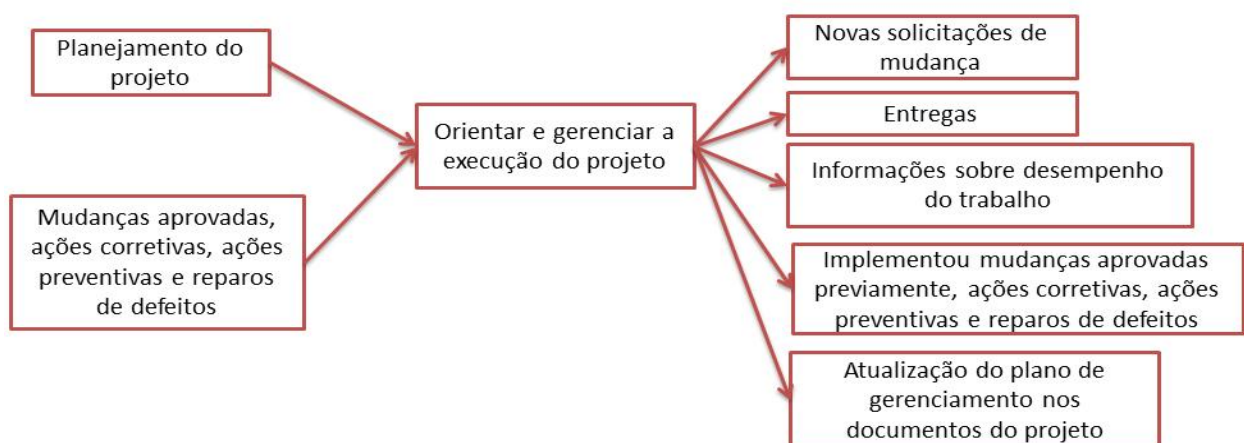 Planejamento do
projeto
Mudanças aprovadas,
ações corretivas, ações
preventivas e reparos
de defeitos
Orientar e gerenciar a
execução do projeto
Novas solicitações de
mudança
Entregas
Informações sobre desempenho
do trabalho
Implementou mudanças aprovadas
previamente, ações corretivas, ações
preventivas e reparos de defeitos
Atualização do plano de
gerenciamento nos
documentos do projeto